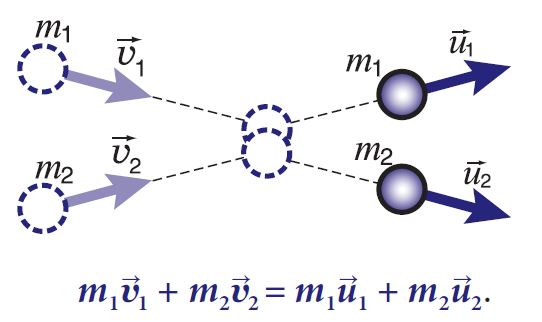 m₁ v⃗₁ m₁ u⃗₁
m₂ v⃗₂ m₂ u⃗₂
m₁v⃗₁ + m₂v⃗₂ = m₁u⃗₁ + m₂u⃗₂.